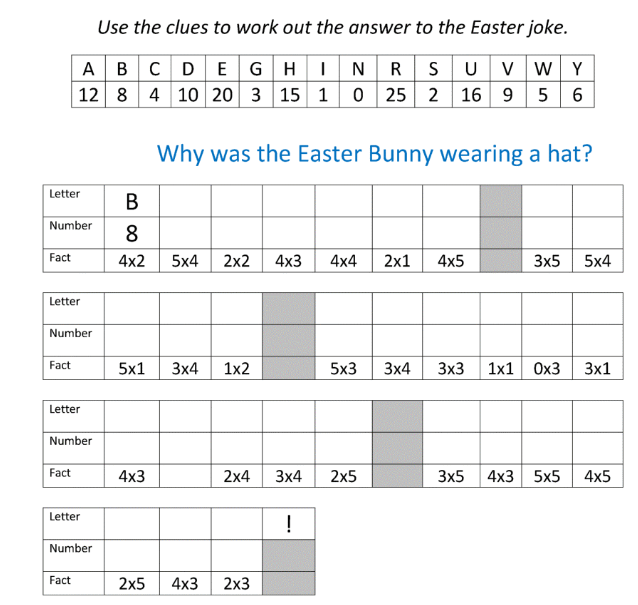 Use the clues to work out the answer to the Easter joke.
A B C D E G H I N R S U V W Y
12 8 4 10 20 3 15 1 0 25 2 16 9 5 6
Why was the Easter Bunny wearing a hat?
Letter B
Number 8
Fact 4x2 5x4 2x2 4x3 4x4 2x1 4x5 3x5 5x4
Letter
Number
Fact 5x1 3x4 1x2 5x3 3x4 3x3 1x1 0x3 3x1
Letter
Number
Fact 4x3 2x4 3x4 2x5 3x5 4x3 5x5 4x5
Letter !
Number
Fact 2x5 4x3 2x3